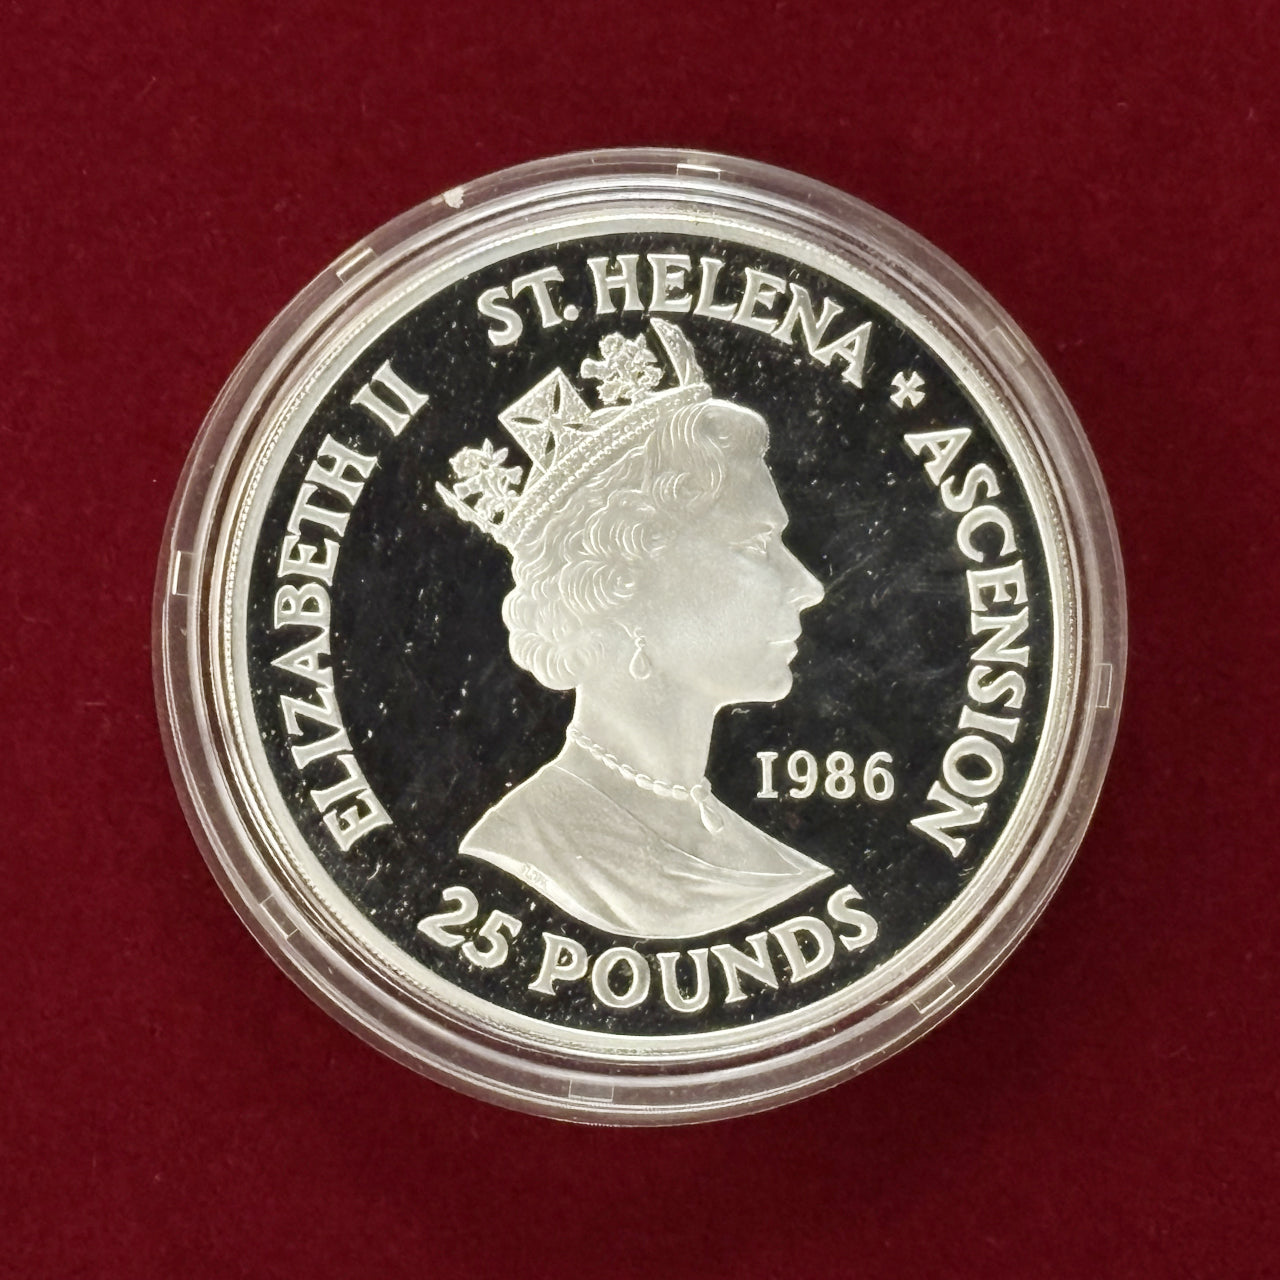 ELIZABETH II
ST. HELENA ✠ ASCENSION
1986
25 POUNDS